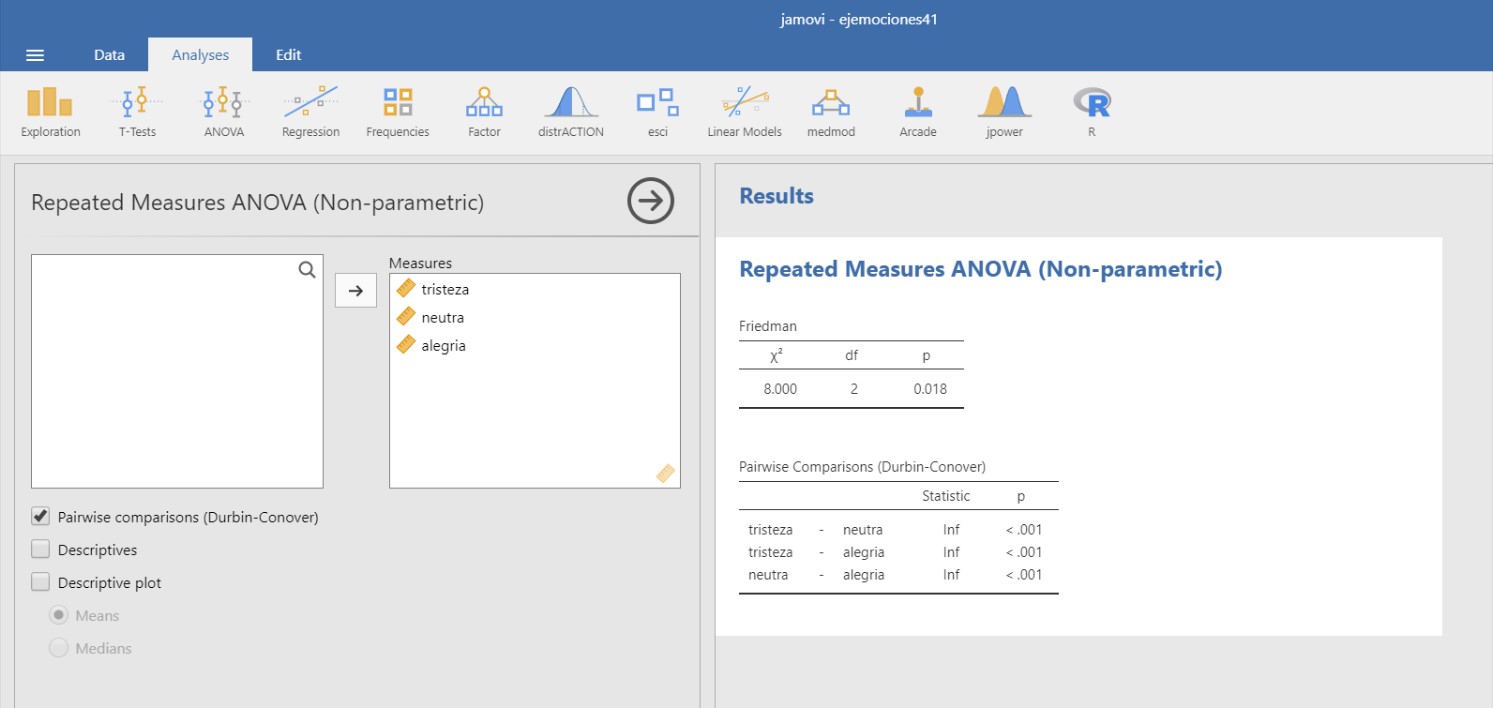 jamovi - ejemociones41
Data Analyses Edit
Exploration T-Tests ANOVA Regression Frequencies Factor distrACTION esci Linear Models medmod Arcade jpower R
Repeated Measures ANOVA (Non-parametric)
Measures
tristeza
neutra
alegria
Pairwise comparisons (Durbin-Conover)
Descriptives
Descriptive plot
Means
Medians
Results
Repeated Measures ANOVA (Non-parametric)
Friedman
χ² df p
8.000 2 0.018
Pairwise Comparisons (Durbin-Conover)
Statistic p
tristeza - neutra Inf < .001
tristeza - alegria Inf < .001
neutra - alegria Inf < .001